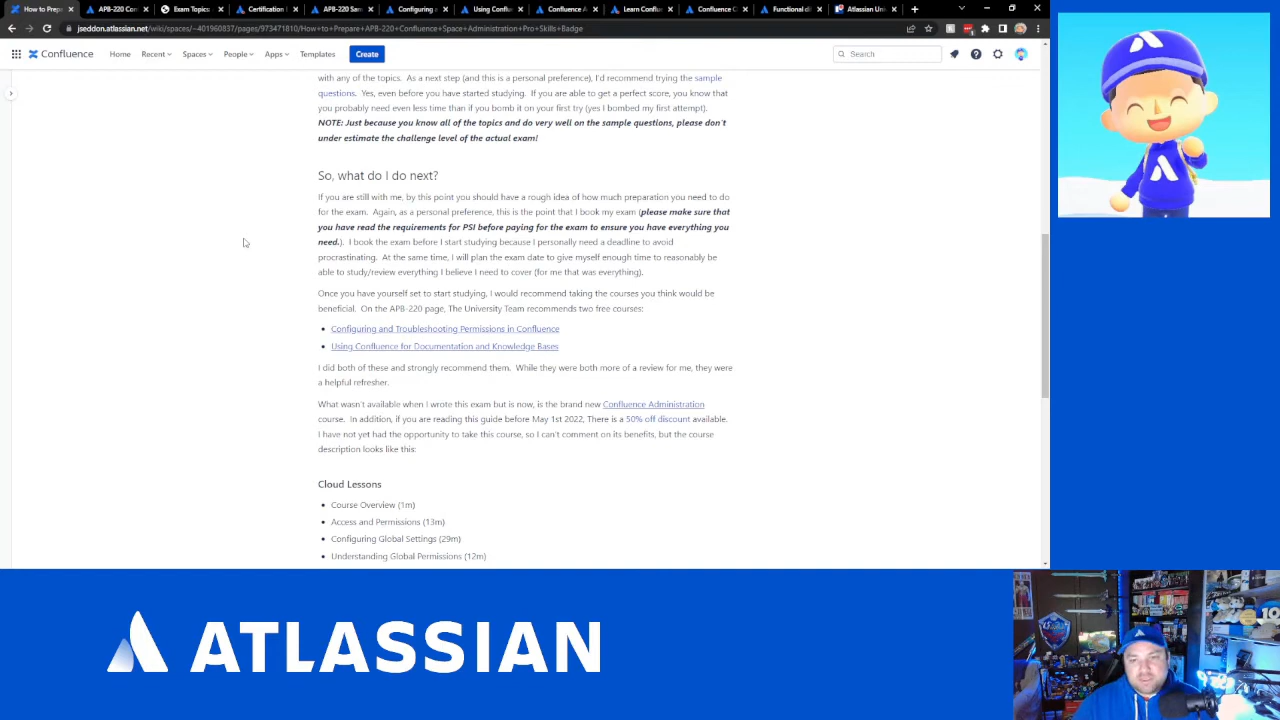 How to Prepa
APB-220 Con
Exam Topics
Certification I
APB-220 Sam
Configuring a
Using Conflue
Confluence A
Learn Conflue
Confluence C
Functional di
Atlassian Uni
jseddon.atlassian.net/wiki/spaces/~401960837/pages/973471810/How+to+Prepare+APB-220+Confluence+Space+Administration+Pro+Skills+Badge
Confluence
Home
Recent
Spaces
People
Apps
Templates
Create
Search
with any of the topics. As a next step (and this is a personal preference), I'd recommend trying the sample
questions. Yes, even before you have started studying. If you are able to get a perfect score, you know that
you probably need even less time than if you bomb it on your first try (yes I bombed my first attempt).
NOTE: Just because you know all of the topics and do very well on the sample questions, please don't
under estimate the challenge level of the actual exam!
So, what do I do next?
If you are still with me, by this point you should have a rough idea of how much preparation you need to do
for the exam. Again, as a personal preference, this is the point that I book my exam (please make sure that
you have read the requirements for PSI before paying for the exam to ensure you have everything you
need.). I book the exam before I start studying because I personally need a deadline to avoid
procrastinating. At the same time, I will plan the exam date to give myself enough time to reasonably be
able to study/review everything I believe I need to cover (for me that was everything).
Once you have yourself set to start studying, I would recommend taking the courses you think would be
beneficial. On the APB-220 page, The University Team recommends two free courses:
• Configuring and Troubleshooting Permissions in Confluence
• Using Confluence for Documentation and Knowledge Bases
I did both of these and strongly recommend them. While they were both more of a review for me, they were
a helpful refresher.
What wasn't available when I wrote this exam but is now, is the brand new Confluence Administration
course. In addition, if you are reading this guide before May 1st 2022, There is a 50% off discount available.
I have not yet had the opportunity to take this course, so I can't comment on its benefits, but the course
description looks like this:
Cloud Lessons
• Course Overview (1m)
• Access and Permissions (13m)
• Configuring Global Settings (29m)
• Understanding Global Permissions (12m)
ATLASSIAN